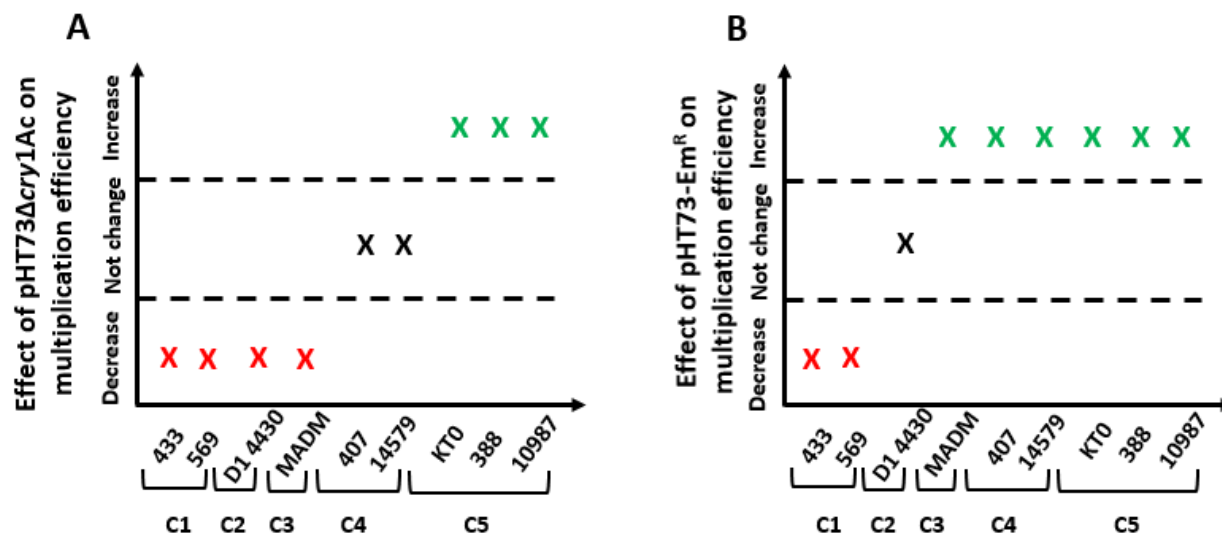 A
Effect of pHT73Δcry1Ac on
multiplication efficiency
Increase
Not change
Decrease
X X X
X X
X X X X
433 569 D1 4430 MADM 407 14579 KT0 388 10987
C1 C2 C3 C4 C5
B
Effect of pHT73-Emᴿ on
multiplication efficiency
Increase
Not change
Decrease
X X X X X X
X
X X
433 569 D1 4430 MADM 407 14579 KT0 388 10987
C1 C2 C3 C4 C5